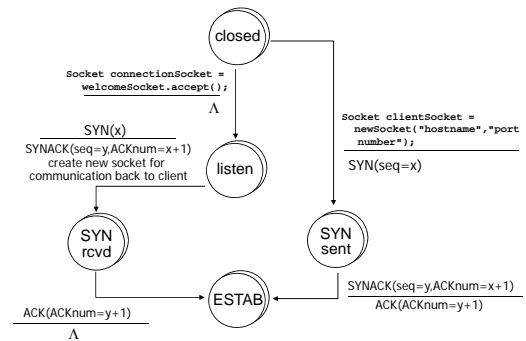 closed
Socket connectionSocket =
welcomeSocket.accept();
Λ
Socket clientSocket =
newSocket("hostname","port
number");
SYN(seq=x)
SYN(x)
SYNACK(seq=y,ACKnum=x+1)
create new socket for
communication back to client
listen
SYN
rcvd
SYN
sent
ESTAB
SYNACK(seq=y,ACKnum=x+1)
ACK(ACKnum=y+1)
ACK(ACKnum=y+1)
Λ